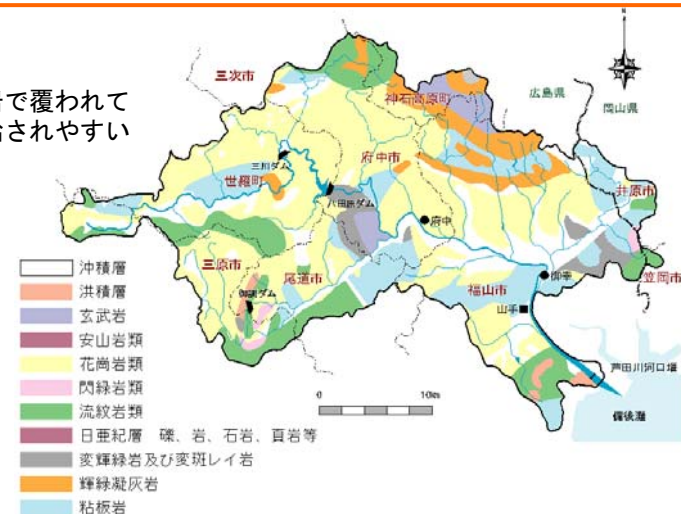 で覆われて
されやすい
N
三次市
神石高原町
広島県
岡山県
三川ダム
府中市
世羅町
井原市
八田原ダム
府中
三原市
尾道市
御調ダム
福山市
御幸
笠岡市
山手
芦田川河口堰
備後灘
0 10km
沖積層
洪積層
玄武岩
安山岩類
花崗岩類
閃緑岩類
流紋岩類
日亜紀層 礫、岩、石岩、頁岩等
変輝緑岩及び変斑レイ岩
輝緑凝灰岩
粘板岩